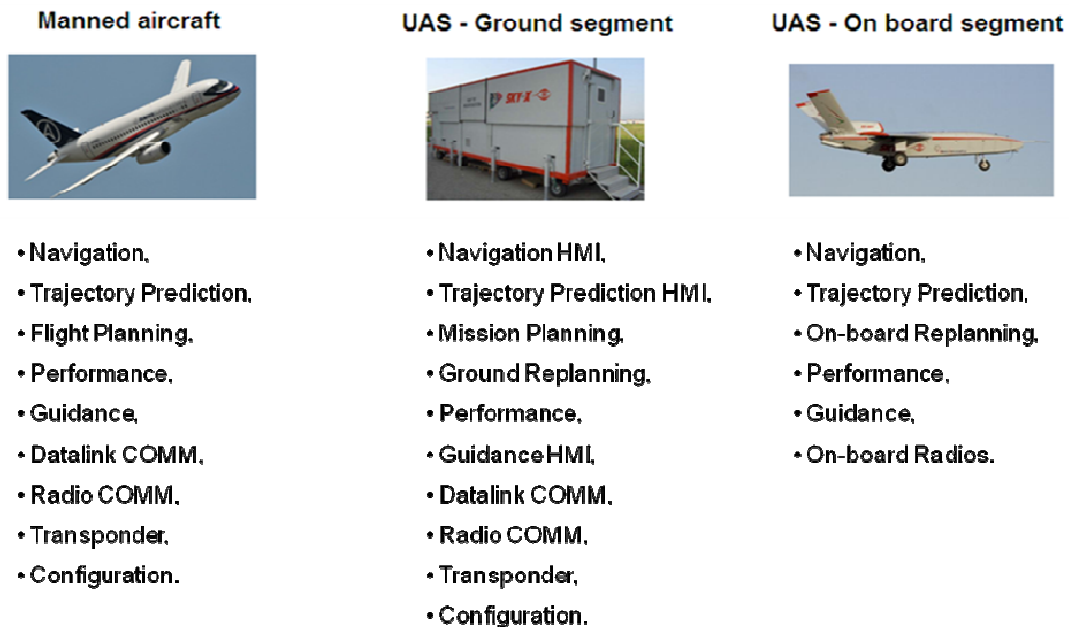 Manned aircraft
UAS - Ground segment
UAS - On board segment
SKY-X
• Navigation,
• Trajectory Prediction,
• Flight Planning,
• Performance,
• Guidance,
• Datalink COMM,
• Radio COMM,
• Transponder,
• Configuration.
• Navigation HMI,
• Trajectory Prediction HMI,
• Mission Planning,
• Ground Replanning,
• Performance,
• Guidance HMI,
• Datalink COMM,
• Radio COMM,
• Transponder,
• Configuration.
• Navigation,
• Trajectory Prediction,
• On-board Replanning,
• Performance,
• Guidance,
• On-board Radios.